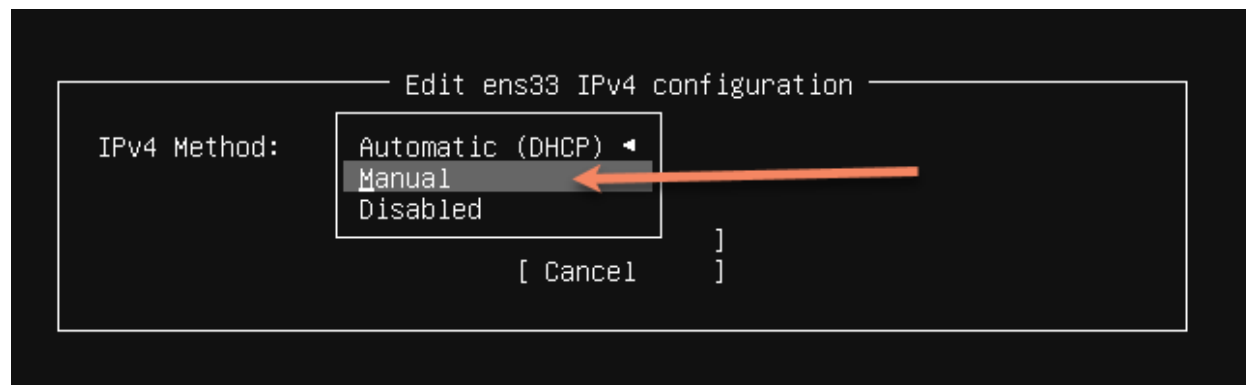 Edit ens33 IPv4 configuration
IPv4 Method: Automatic (DHCP) ◄
Manual
Disabled
]
[ Cancel ]